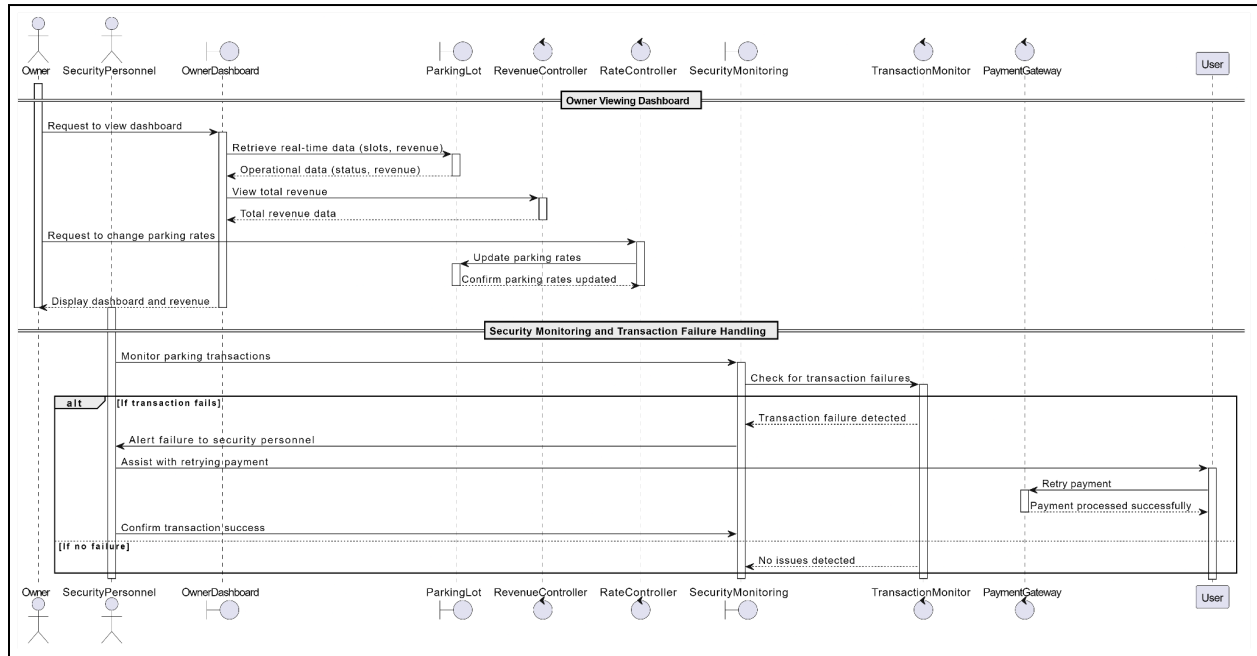 Owner SecurityPersonnel OwnerDashboard ParkingLot RevenueController RateController SecurityMonitoring TransactionMonitor PaymentGateway User
Owner Viewing Dashboard
Request to view dashboard
Retrieve real-time data (slots, revenue)
Operational data (status, revenue)
View total revenue
Total revenue data
Request to change parking rates
Update parking rates
Confirm parking rates updated
Display dashboard and revenue
Security Monitoring and Transaction Failure Handling
Monitor parking transactions
Check for transaction failures
alt [If transaction fails]
Transaction failure detected
Alert failure to security personnel
Assist with retrying payment
Retry payment
Payment processed successfully
Confirm transaction success
[If no failure]
No issues detected
Owner SecurityPersonnel OwnerDashboard ParkingLot RevenueController RateController SecurityMonitoring TransactionMonitor PaymentGateway User